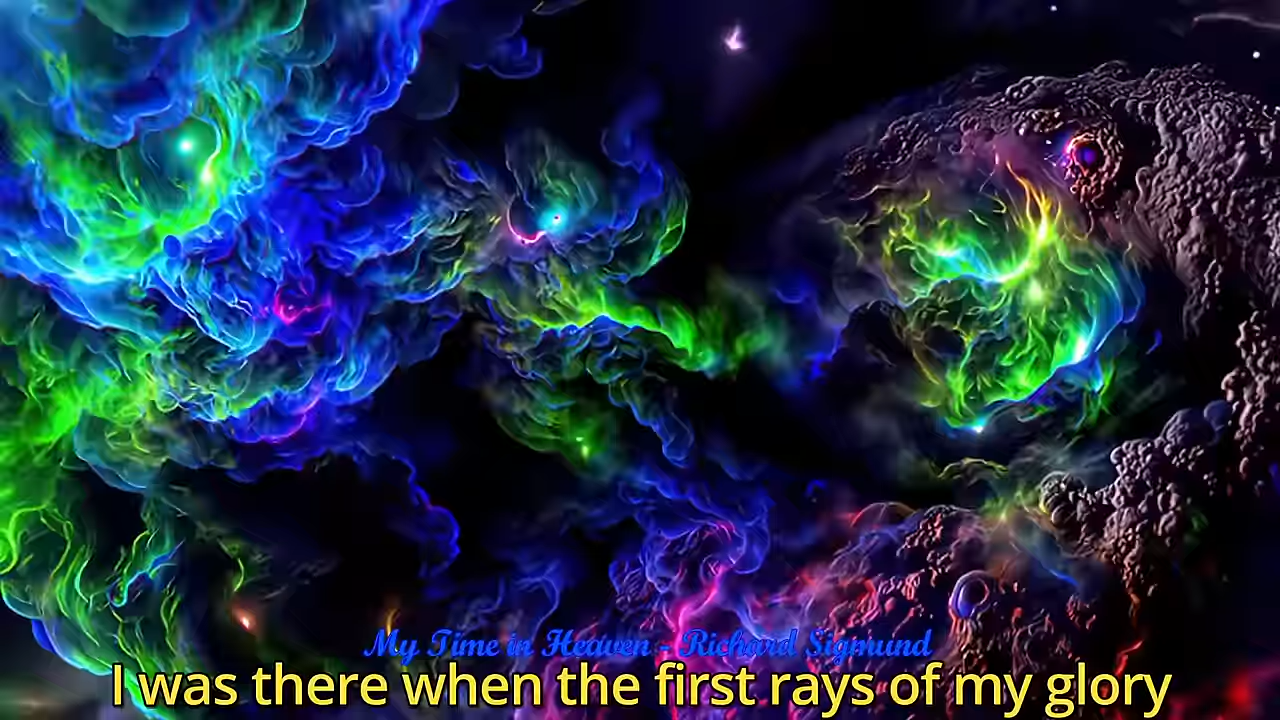 My Time in Heaven - Richard Sigmund
I was there when the first rays of my glory